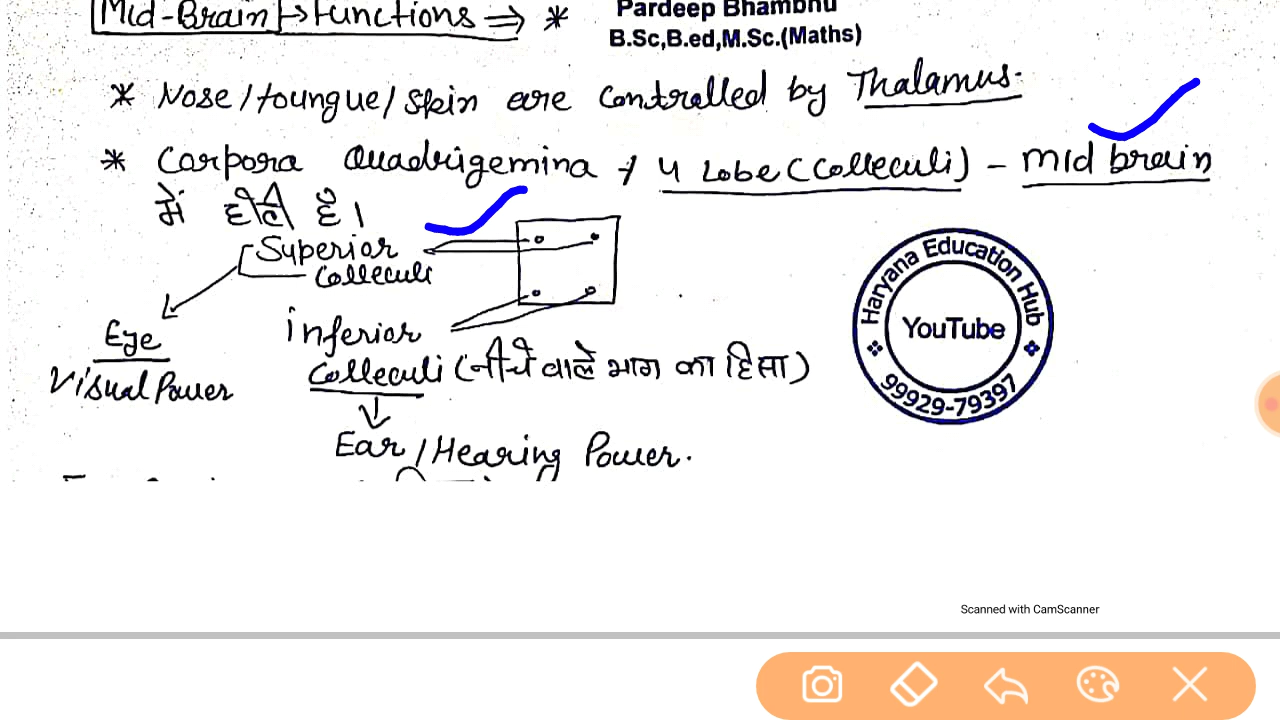 Mid-Brain → Functions ⇒ *
Pardeep Bhambhu
B.Sc,B.ed,M.Sc.(Maths)
* Nose/toungue/skin are controlled by Thalamus.
* Corpora Quadrigemina → 4 Lobe (Colleculi) - Mid brain
में होती है।
Superior
Colleculi
Eye
Visual Power
inferior
Colleculi (नीचे वाले भाग का हिसा)
Ear/Hearing Power.
Haryana Education Hub
YouTube
99929-79397
Scanned with CamScanner